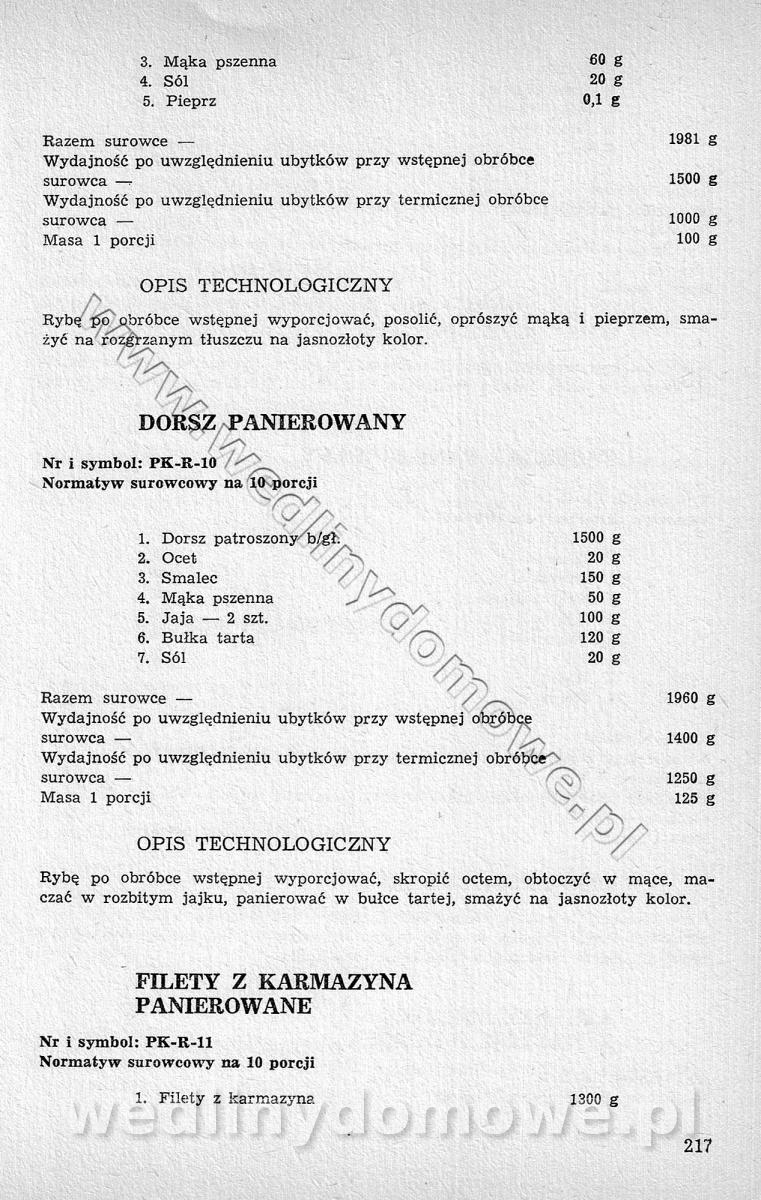 3. Mąka pszenna 60 g
4. Sól 20 g
5. Pieprz 0,1 g
Razem surowce — 1981 g
Wydajność po uwzględnieniu ubytków przy wstępnej obróbce
surowca — 1500 g
Wydajność po uwzględnieniu ubytków przy termicznej obróbce
surowca — 1000 g
Masa 1 porcji 100 g
OPIS TECHNOLOGICZNY
Rybę po obróbce wstępnej wyporcjować, posolić, oprószyć mąką i pieprzem, sma-
żyć na rozgrzanym tłuszczu na jasnozłoty kolor.
DORSZ PANIEROWANY
Nr i symbol: PK-R-10
Normatyw surowcowy na 10 porcji
1. Dorsz patroszony b/gł. 1500 g
2. Ocet 20 g
3. Smalec 150 g
4. Mąka pszenna 50 g
5. Jaja — 2 szt. 100 g
6. Bułka tarta 120 g
7. Sól 20 g
Razem surowce — 1960 g
Wydajność po uwzględnieniu ubytków przy wstępnej obróbce
surowca — 1400 g
Wydajność po uwzględnieniu ubytków przy termicznej obróbce
surowca — 1250 g
Masa 1 porcji 125 g
OPIS TECHNOLOGICZNY
Rybę po obróbce wstępnej wyporcjować, skropić octem, obtoczyć w mące, ma-
czać w rozbitym jajku, panierować w bułce tartej, smażyć na jasnozłoty kolor.
FILETY Z KARMAZYNA
PANIEROWANE
Nr i symbol: PK-R-11
Normatyw surowcowy na 10 porcji
1. Filety z karmazyna 1300 g
217
www.wedlinydomowe.pl
wedlinydomowe.pl